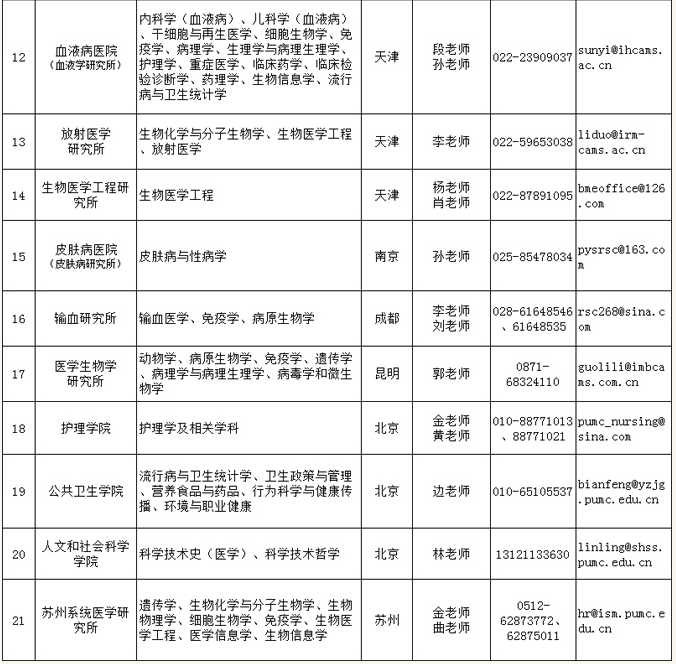 12
血液病医院
（血液学研究所）
内科学（血液病）、儿科学（血液病）
、干细胞与再生医学、细胞生物学、免
疫学、病理学、生理学与病理生理学、
护理学、重症医学、临床药学、临床检
验诊断学、药理学、生物信息学、流行
病与卫生统计学
天津
段老师
孙老师
022-23909037
sunyi@ihcams.
ac.cn
13
放射医学
研究所
生物化学与分子生物学、生物医学工程
、放射医学
天津
李老师
022-59653038
liduo@irm-
cams.ac.cn
14
生物医学工程研
究所
生物医学工程
天津
杨老师
肖老师
022-87891095
bmeoffice@126
.com
15
皮肤病医院
（皮肤病研究所）
皮肤病与性病学
南京
孙老师
025-85478034
pysrsc@163.co
m
16
输血研究所
输血医学、免疫学、病原生物学
成都
李老师
刘老师
028-61648546
、61648535
rsc268@sina.c
om
17
医学生物学
研究所
动物学、病原生物学、免疫学、遗传学
、病理学与病理生理学、病毒学和微生
物学
昆明
郭老师
0871-
68324110
guolili@imbca
ms.com.cn
18
护理学院
护理学及相关学科
北京
金老师
黄老师
010-88771013
、88771021
pumc_nursing@
sina.com
19
公共卫生学院
流行病与卫生统计学、卫生政策与管理
、营养食品与药品、行为科学与健康传
播、环境与职业健康
北京
边老师
010-65105537
bianfeng@yzjg
.pumc.edu.cn
20
人文和社会科学
学院
科学技术史（医学）、科学技术哲学
北京
林老师
13121133630
linling@shss.
pumc.edu.cn
21
苏州系统医学研
究所
遗传学、生物化学与分子生物学、生物
物理学、细胞生物学、免疫学、生物医
学工程、医学信息学、生物信息学
苏州
金老师
曲老师
0512-
62873772、
62875011
hr@ism.pumc.e
du.cn